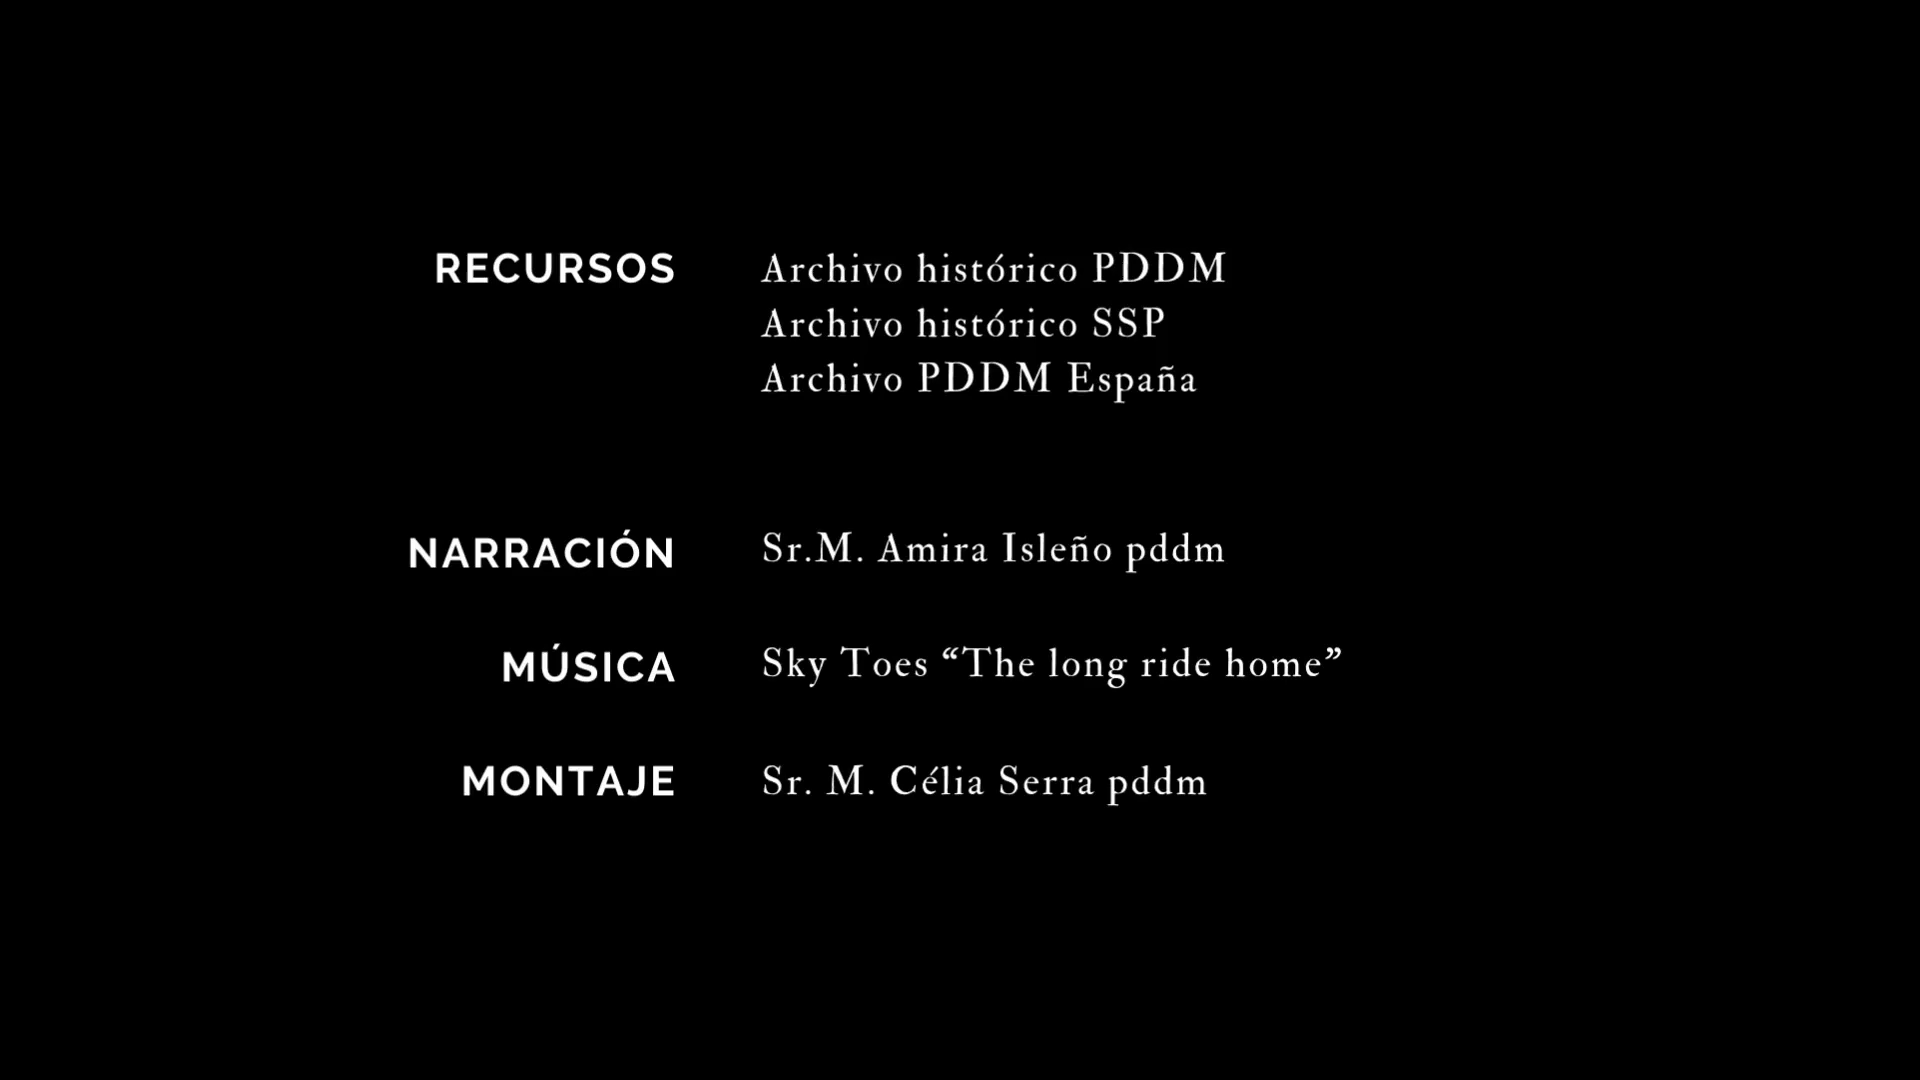 RECURSOS Archivo histórico PDDM
Archivo histórico SSP
Archivo PDDM España
NARRACIÓN Sr.M. Amira Isleño pddm
MÚSICA Sky Toes “The long ride home”
MONTAJE Sr. M. Célia Serra pddm